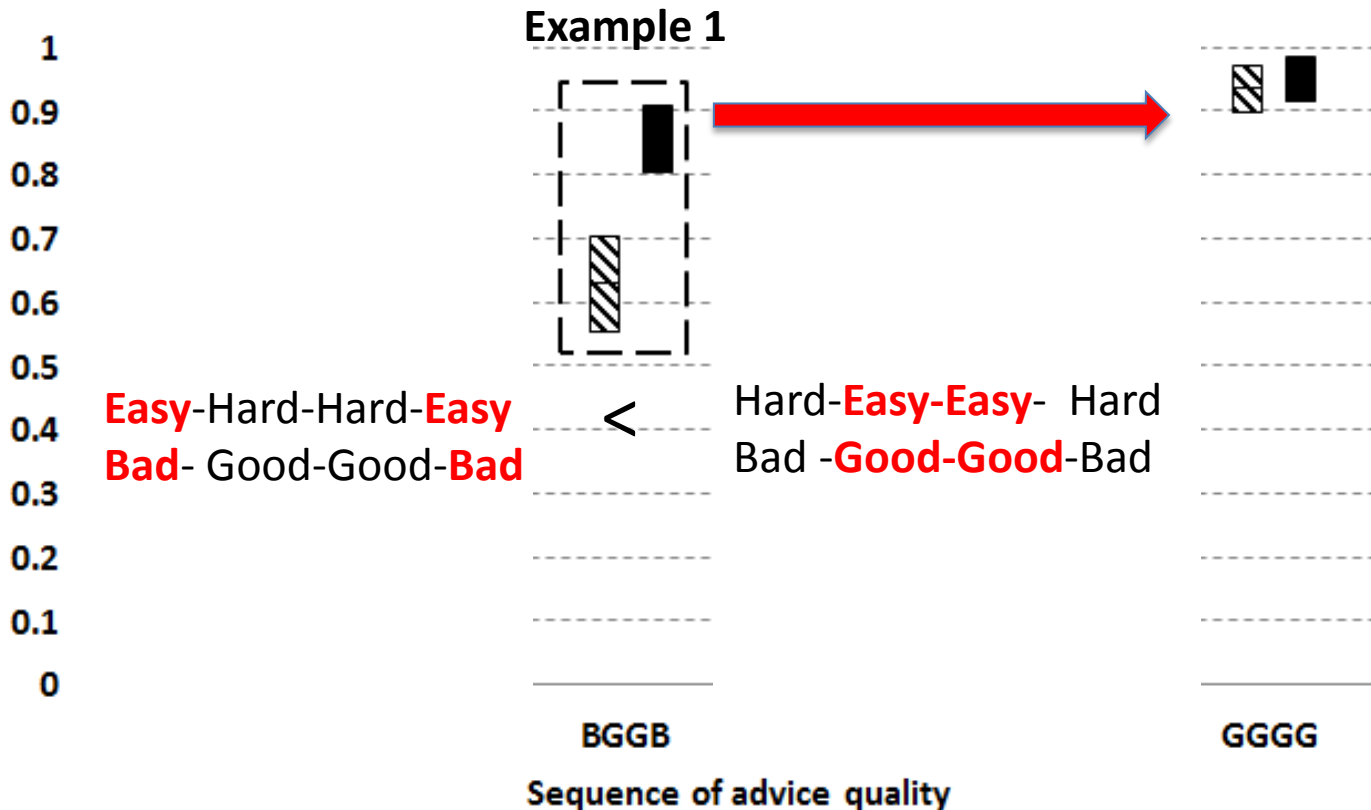 Example 1
1
0.9
0.8
0.7
0.6
0.5
0.4
0.3
0.2
0.1
0
Easy-Hard-Hard-Easy
Bad- Good-Good-Bad
<
Hard-Easy-Easy- Hard
Bad -Good-Good-Bad
BGGB
GGGG
Sequence of advice quality